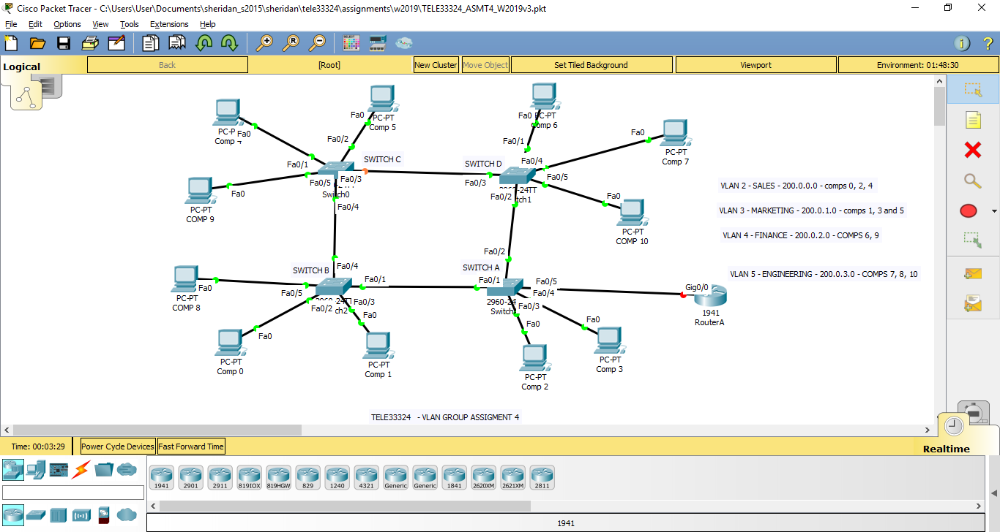 Cisco Packet Tracer - C:\Users\User\Documents\sheridan_s2015\sheridan\tele33324\assignments\w2019\TELE33324_ASMT4_W2019v3.pkt
File Edit Options View Tools Extensions Help
Logical Back [Root] New Cluster Move Object Set Tiled Background Viewport Environment: 01:48:30
Fa0 PC-PT
Comp 5
Fa0 PC-PT
Comp 6
PC-P Fa0
Comp
Fa0
PC-PT
Comp 7
Fa0/2
Fa0/1
Fa0/1
SWITCH C
SWITCH D
Fa0/4
Fa0/5
Fa0/3
Fa0/3
Fa0/5
Switch0
Fa0/4
Fa0
PC-PT
COMP 9
-24TT
Fa0/2 tch1
Fa0
PC-PT
COMP 10
VLAN 2 - SALES - 200.0.0.0 - comps 0, 2, 4
VLAN 3 - MARKETING - 200.0.1.0 - comps 1, 3 and 5
VLAN 4 - FINANCE - 200.0.2.0 - COMPS 6, 9
VLAN 5 - ENGINEERING - 200.0.3.0 - COMPS 7, 8, 10
SWITCH B
Fa0/4
Fa0/1
Fa0/5
Fa0/3
Fa0/2 ch2
Fa0
PC-PT
COMP 8
Fa0/2
SWITCH A
Fa0/1
Fa0/5
Fa0/4
2960-24
Fa0/3
Switch
Gig0/0
1941
RouterA
Fa0
PC-PT
Comp 0
Fa0
PC-PT
Comp 1
Fa0
PC-PT
Comp 2
Fa0
PC-PT
Comp 3
TELE33324 - VLAN GROUP ASSIGMENT 4
Time: 00:03:29 Power Cycle Devices Fast Forward Time Realtime
1941 2901 2911 819IOX 819HGW 829 1240 4321 Generic Generic 1841 2620XM 2621XM 2811
1941